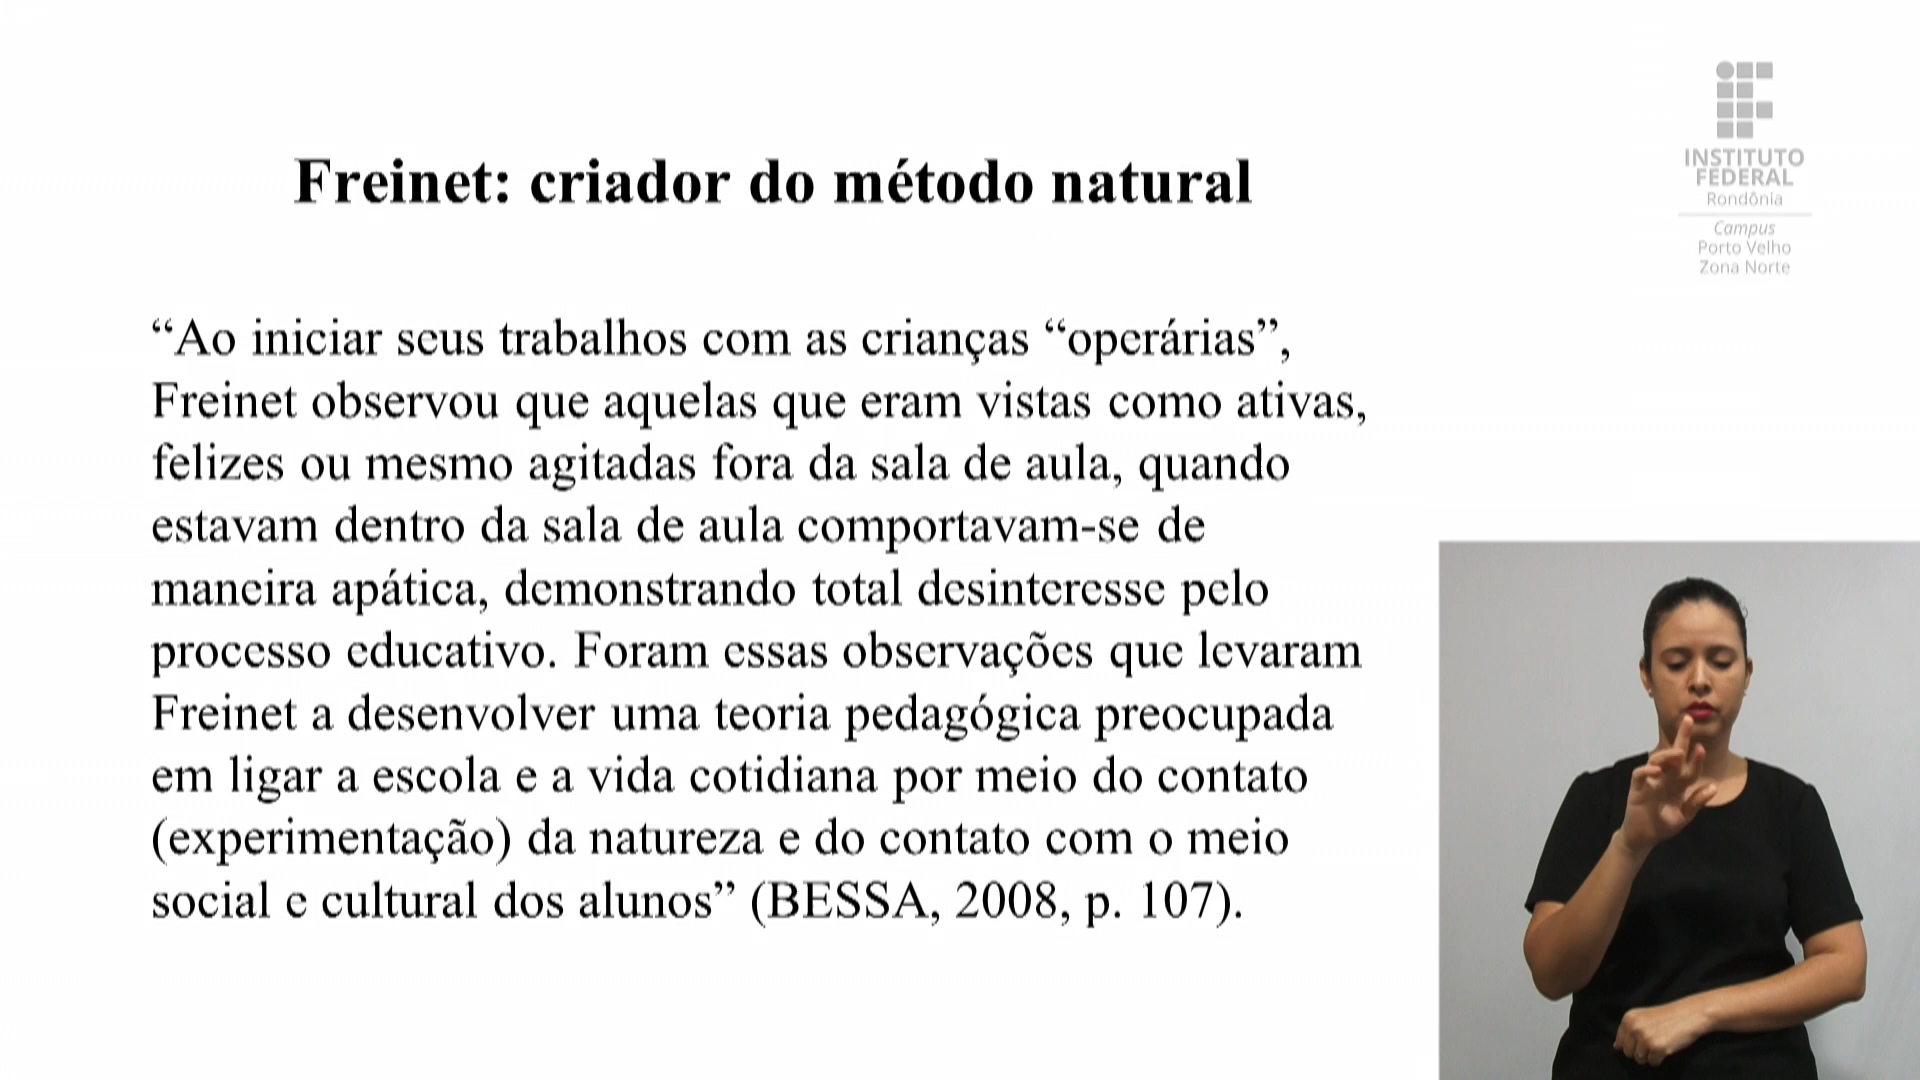 Freinet: criador do método natural
INSTITUTO
FEDERAL
Rondônia
Campus
Porto Velho
Zona Norte
“Ao iniciar seus trabalhos com as crianças “operárias”,
Freinet observou que aquelas que eram vistas como ativas,
felizes ou mesmo agitadas fora da sala de aula, quando
estavam dentro da sala de aula comportavam-se de
maneira apática, demonstrando total desinteresse pelo
processo educativo. Foram essas observações que levaram
Freinet a desenvolver uma teoria pedagógica preocupada
em ligar a escola e a vida cotidiana por meio do contato
(experimentação) da natureza e do contato com o meio
social e cultural dos alunos” (BESSA, 2008, p. 107).